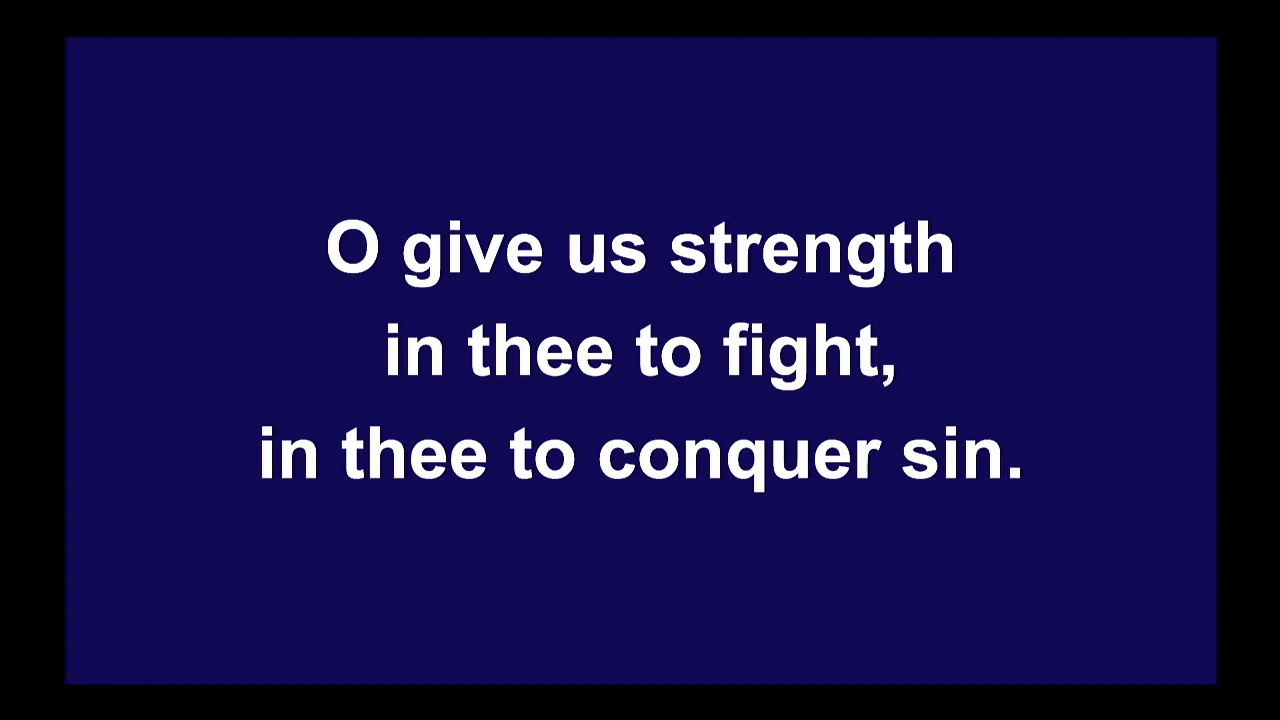 O give us strength
in thee to fight,
in thee to conquer sin.